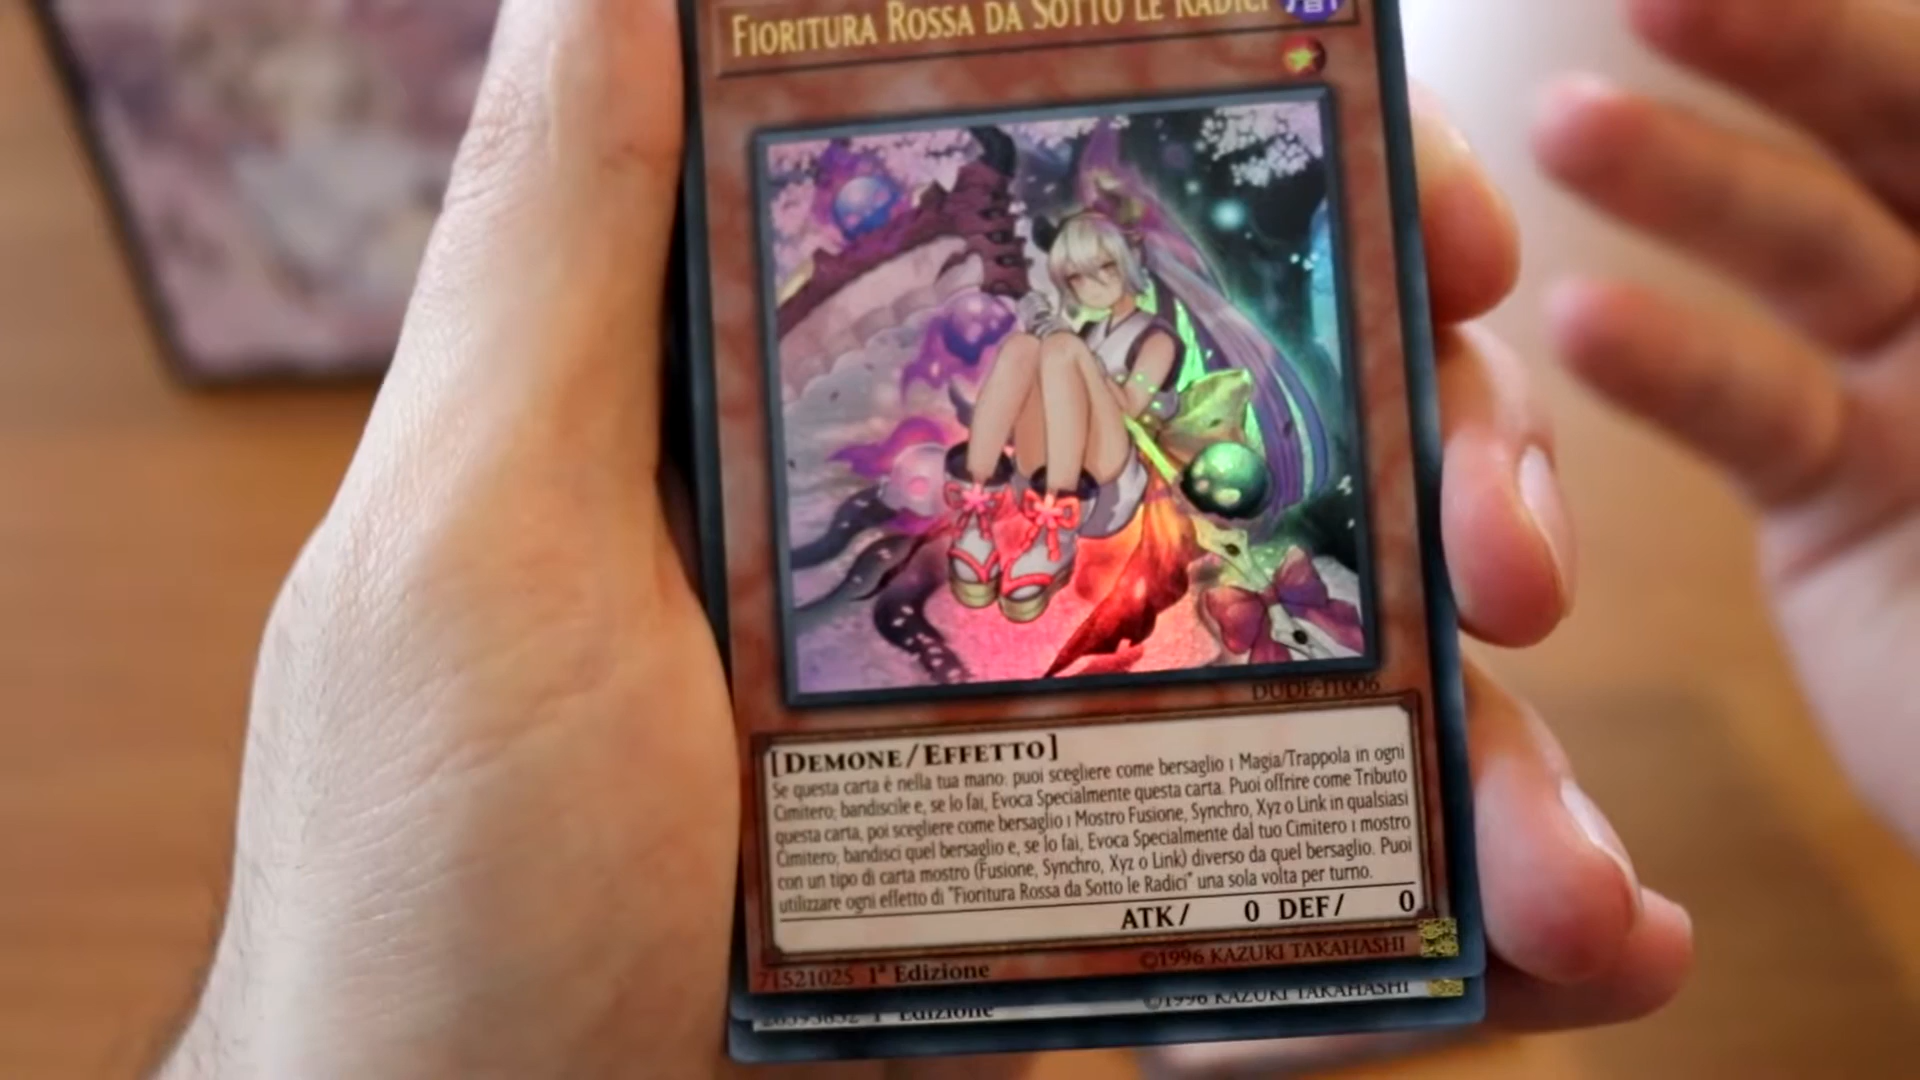 FIORITURA ROSSA DA SOTTO LE RADICI
DUDE-IT006
[DEMONE/EFFETTO]
Se questa carta è nella tua mano: puoi scegliere come bersaglio 1 Magia/Trappola in ogni
Cimitero; bandiscile e, se lo fai, Evoca Specialmente questa carta. Puoi offrire come Tributo
questa carta, poi scegliere come bersaglio 1 Mostro Fusione, Synchro, Xyz o Link in qualsiasi
Cimitero; bandisci quel bersaglio e, se lo fai, Evoca Specialmente dal tuo Cimitero 1 mostro
con un tipo di carta mostro (Fusione, Synchro, Xyz o Link) diverso da quel bersaglio. Puoi
utilizzare ogni effetto di "Fioritura Rossa da Sotto le Radici" una sola volta per turno.
ATK/ 0 DEF/ 0
71521025 1ª Edizione ©1996 KAZUKI TAKAHASHI
1ª Edizione ©1996 KAZUKI TAKAHASHI